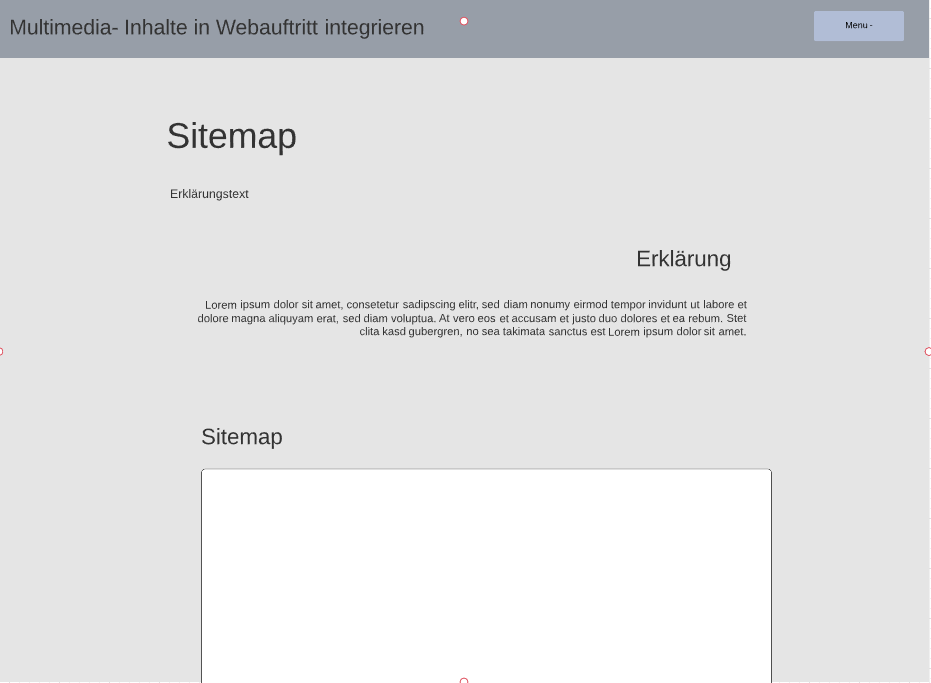 Multimedia- Inhalte in Webauftritt integrieren
Menu -
Sitemap
Erklärungstext
Erklärung
Lorem ipsum dolor sit amet, consetetur sadipscing elitr, sed diam nonumy eirmod tempor invidunt ut labore et
dolore magna aliquyam erat, sed diam voluptua. At vero eos et accusam et justo duo dolores et ea rebum. Stet
clita kasd gubergren, no sea takimata sanctus est Lorem ipsum dolor sit amet.
Sitemap